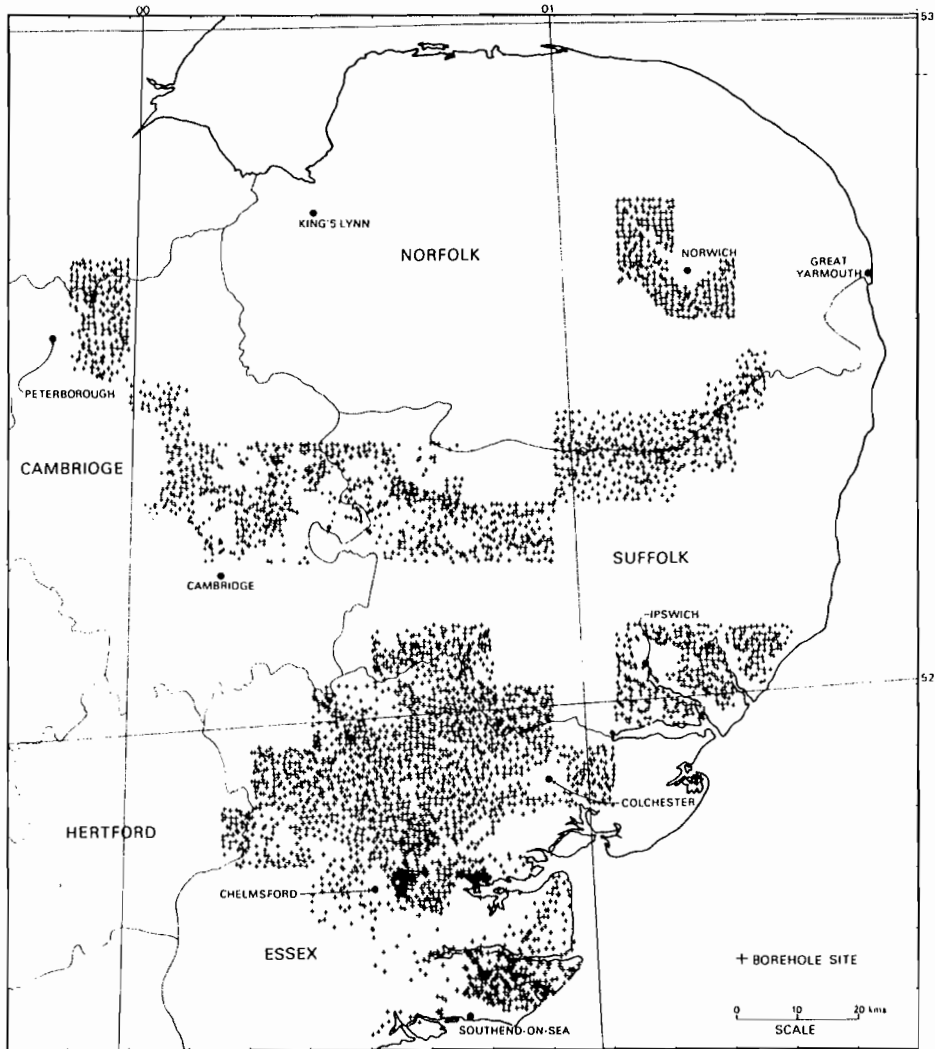 00
01
53
KING'S LYNN
NORFOLK
NORWICH
GREAT
YARMOUTH
PETERBOROUGH
CAMBRIDGE
SUFFOLK
CAMBRIDGE
IPSWICH
52
COLCHESTER
HERTFORD
CHELMSFORD
ESSEX
+ BOREHOLE SITE
0 10 20 kms
SCALE
SOUTHEND-ON-SEA